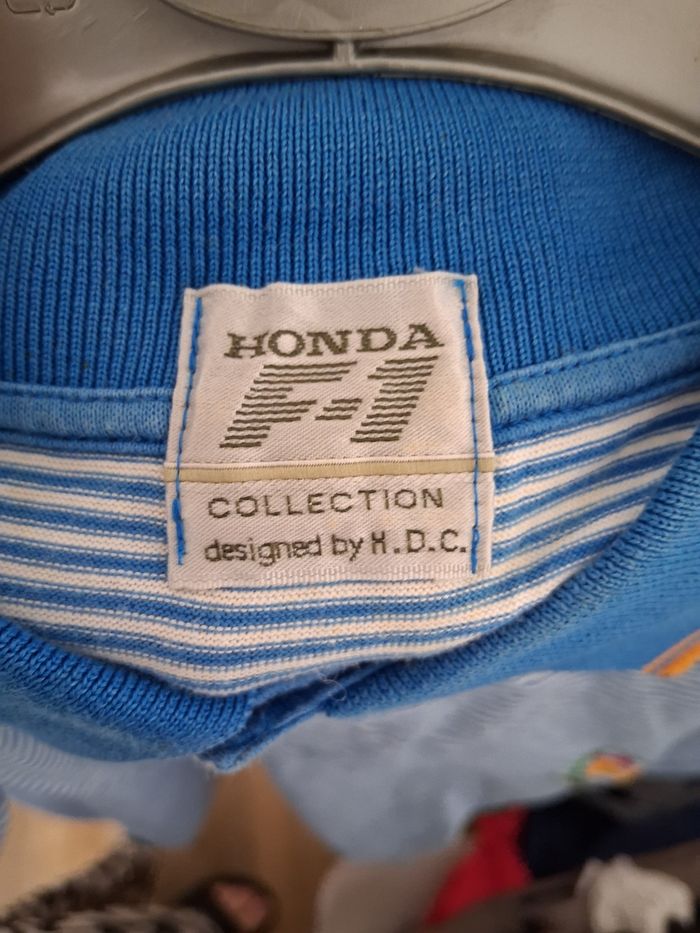 HONDA
F-1
COLLECTION
designed by H.D.C.